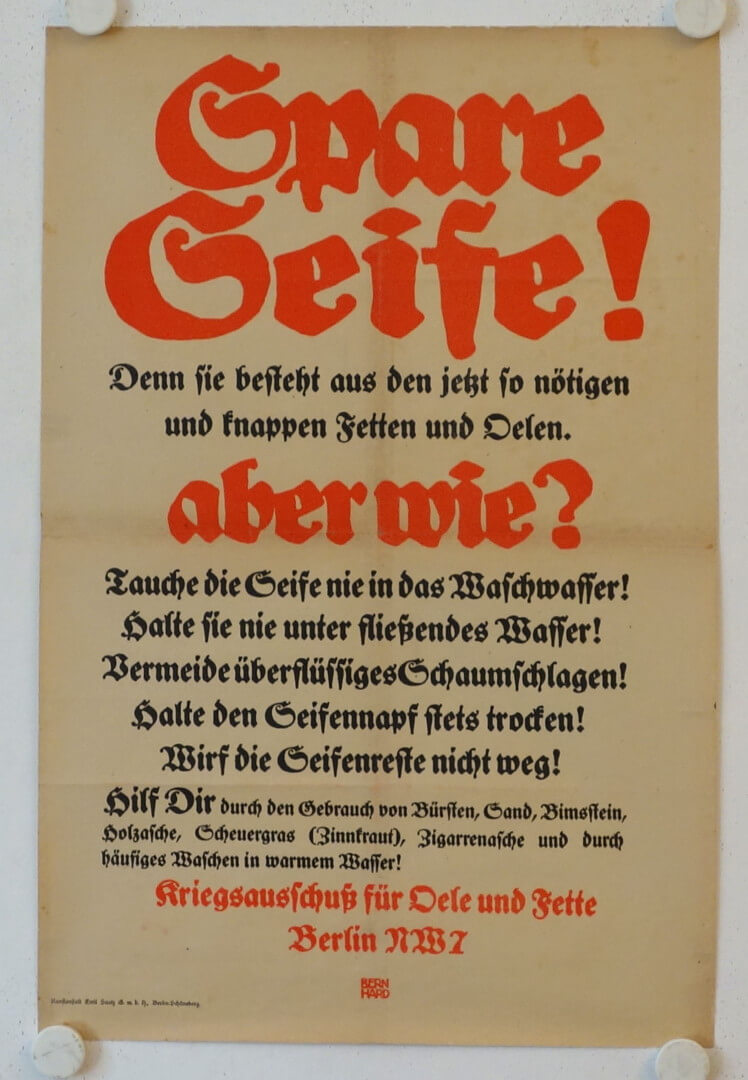 Spare
Seife!
Denn sie besteht aus den jetzt so nötigen
und knappen Fetten und Oelen.
aber wie?
Tauche die Seife nie in das Waschwasser!
Halte sie nie unter fließendes Wasser!
Vermeide überflüssiges Schaumschlagen!
Halte den Seifennapf stets trocken!
Wirf die Seifenreste nicht weg!
Hilf Dir durch den Gebrauch von Bürsten, Sand, Bimsstein,
Holzasche, Scheuergras (Zinnkraut), Zigarrenasche und durch
häufiges Waschen in warmem Wasser!
Kriegsausschuß für Oele und Fette
Berlin NW 7
BERN
HARD
Kunstanstalt G. m. b. H., Berlin-Schöneberg.